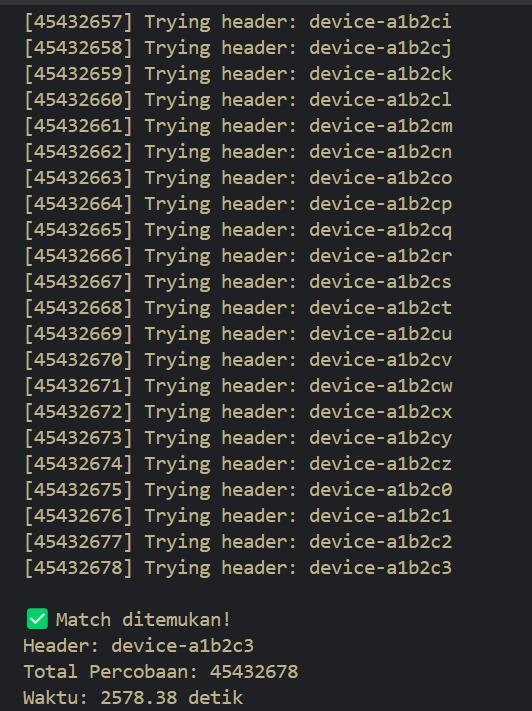 [45432657] Trying header: device-a1b2ci
[45432658] Trying header: device-a1b2cj
[45432659] Trying header: device-a1b2ck
[45432660] Trying header: device-a1b2cl
[45432661] Trying header: device-a1b2cm
[45432662] Trying header: device-a1b2cn
[45432663] Trying header: device-a1b2co
[45432664] Trying header: device-a1b2cp
[45432665] Trying header: device-a1b2cq
[45432666] Trying header: device-a1b2cr
[45432667] Trying header: device-a1b2cs
[45432668] Trying header: device-a1b2ct
[45432669] Trying header: device-a1b2cu
[45432670] Trying header: device-a1b2cv
[45432671] Trying header: device-a1b2cw
[45432672] Trying header: device-a1b2cx
[45432673] Trying header: device-a1b2cy
[45432674] Trying header: device-a1b2cz
[45432675] Trying header: device-a1b2c0
[45432676] Trying header: device-a1b2c1
[45432677] Trying header: device-a1b2c2
[45432678] Trying header: device-a1b2c3
✅ Match ditemukan!
Header: device-a1b2c3
Total Percobaan: 45432678
Waktu: 2578.38 detik